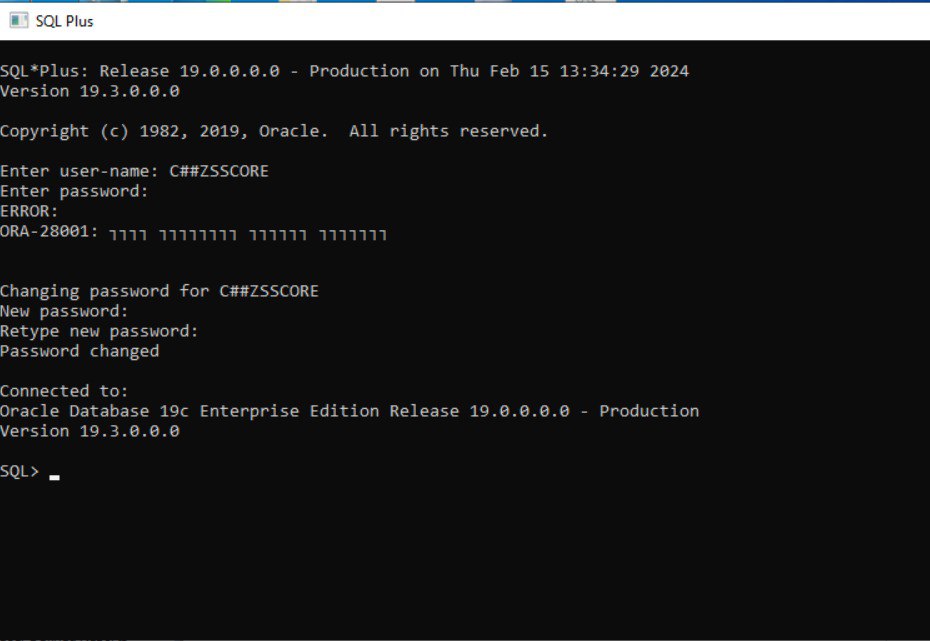 SQL Plus
SQL*Plus: Release 19.0.0.0.0 - Production on Thu Feb 15 13:34:29 2024
Version 19.3.0.0.0
Copyright (c) 1982, 2019, Oracle.  All rights reserved.
Enter user-name: C##ZSSCORE
Enter password:
ERROR:
ORA-28001: ┐┐┐┐ ┐┐┐┐┐┐┐┐ ┐┐┐┐┐┐ ┐┐┐┐┐┐┐
Changing password for C##ZSSCORE
New password:
Retype new password:
Password changed
Connected to:
Oracle Database 19c Enterprise Edition Release 19.0.0.0.0 - Production
Version 19.3.0.0.0
SQL>